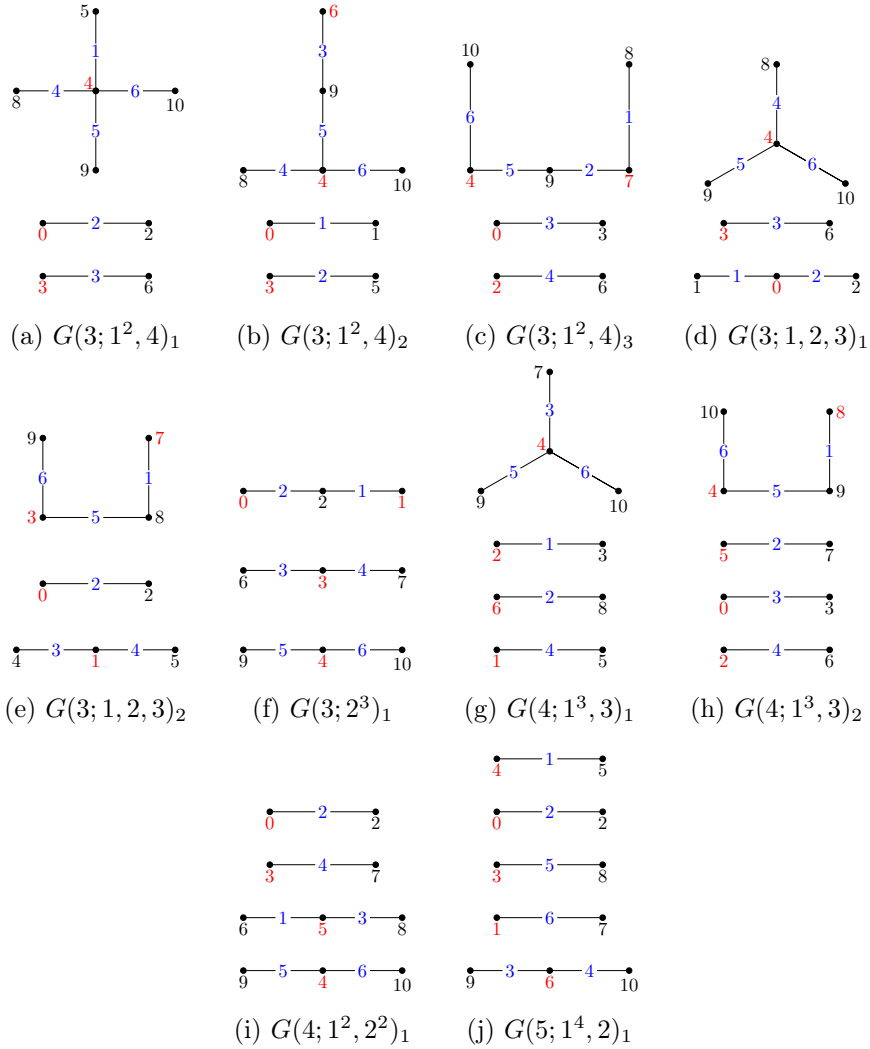 5 6
1 3 10 8
4 4 6 9 6 1 8
8 10 5 5 4
5 4 6 5 9 2 4
9 8 4 10 4 7 5 6
0 2 2 0 1 1 0 3 3 9 10
3 3 6
3 3 6 3 2 5 2 4 6 1 1 0 2 2
(a) G(3; 1², 4)₁ (b) G(3; 1², 4)₂ (c) G(3; 1², 4)₃ (d) G(3; 1, 2, 3)₁
7
9 7 3 10 8
6 1 4 6 1
3 5 8 0 2 2 1 1 5 6 4 5 9
9 10
2 1 3 5 2 7
0 2 2 6 3 3 4 7 6 2 8 0 3 3
4 3 1 4 5 9 5 4 6 10 1 4 5 2 4 6
(e) G(3; 1, 2, 3)₂ (f) G(3; 2³)₁ (g) G(4; 1³, 3)₁ (h) G(4; 1³, 3)₂
4 1 5
0 2 2 0 2 2
3 4 7 3 5 8
6 1 5 3 8 1 6 7
9 5 4 6 10 9 3 6 4 10
(i) G(4; 1², 2²)₁ (j) G(5; 1⁴, 2)₁